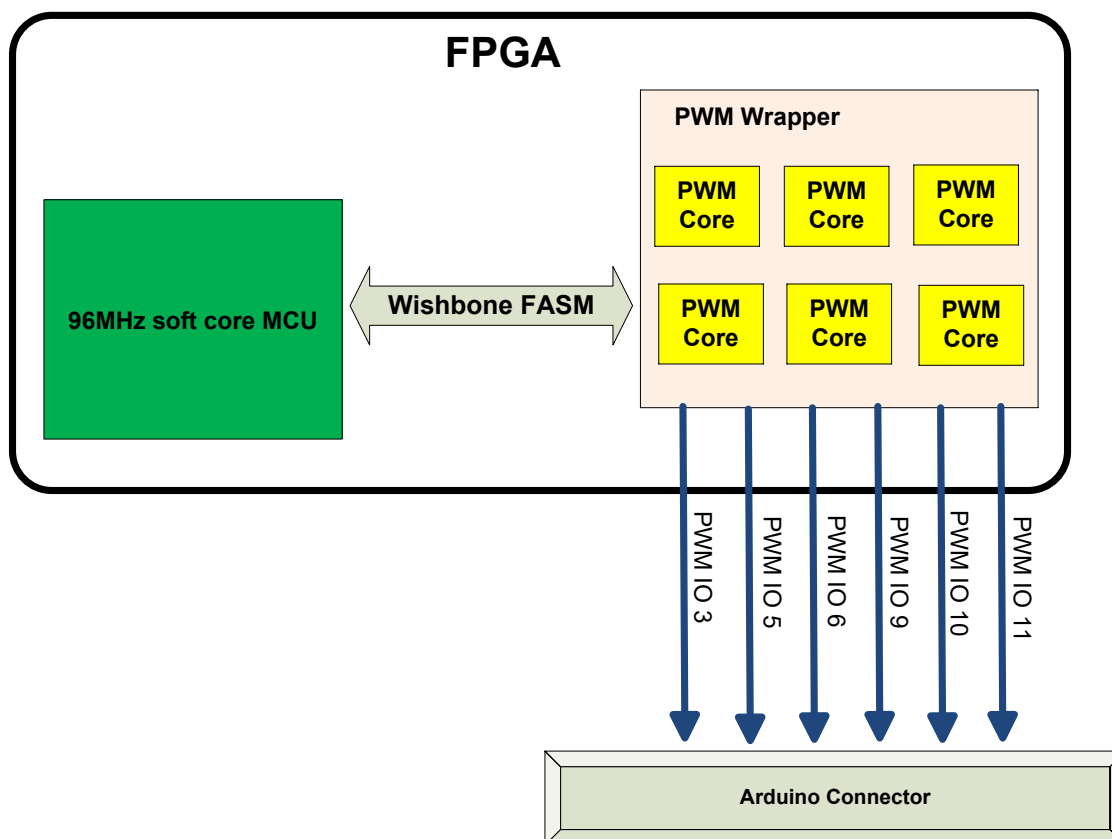 FPGA
PWM Wrapper
PWM
Core
PWM
Core
PWM
Core
96MHz soft core MCU
Wishbone FASM
PWM
Core
PWM
Core
PWM
Core
PWM IO 3
PWM IO 5
PWM IO 6
PWM IO 9
PWM IO 10
PWM IO 11
Arduino Connector